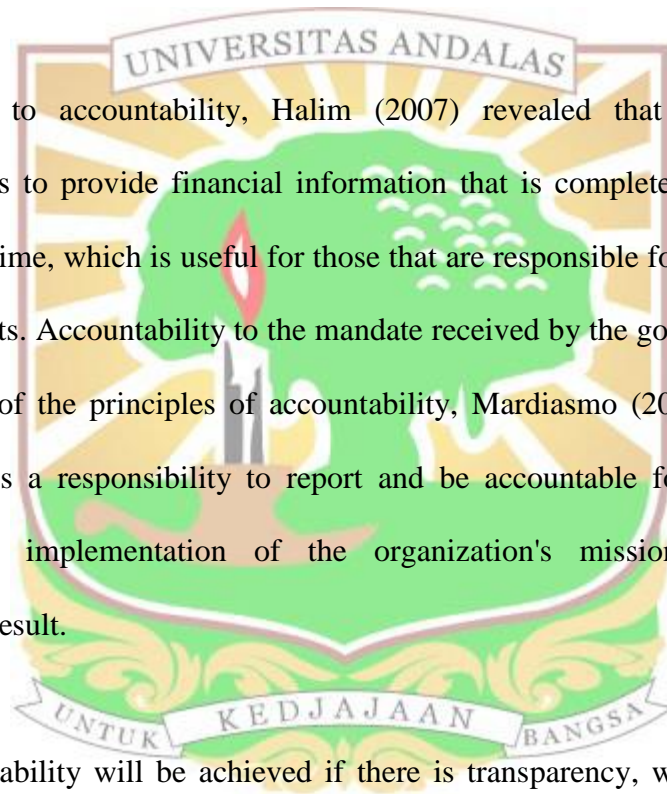 UNIVERSITAS ANDALAS
to accountability, Halim (2007) revealed that
s to provide financial information that is complete
ime, which is useful for those that are responsible fo
ts. Accountability to the mandate received by the go
of the principles of accountability, Mardiasmo (20
s a responsibility to report and be accountable fo
implementation of the organization's mission
esult.
UNTUK KEDJAJAAN BANGSA
ability will be achieved if there is transparency, w